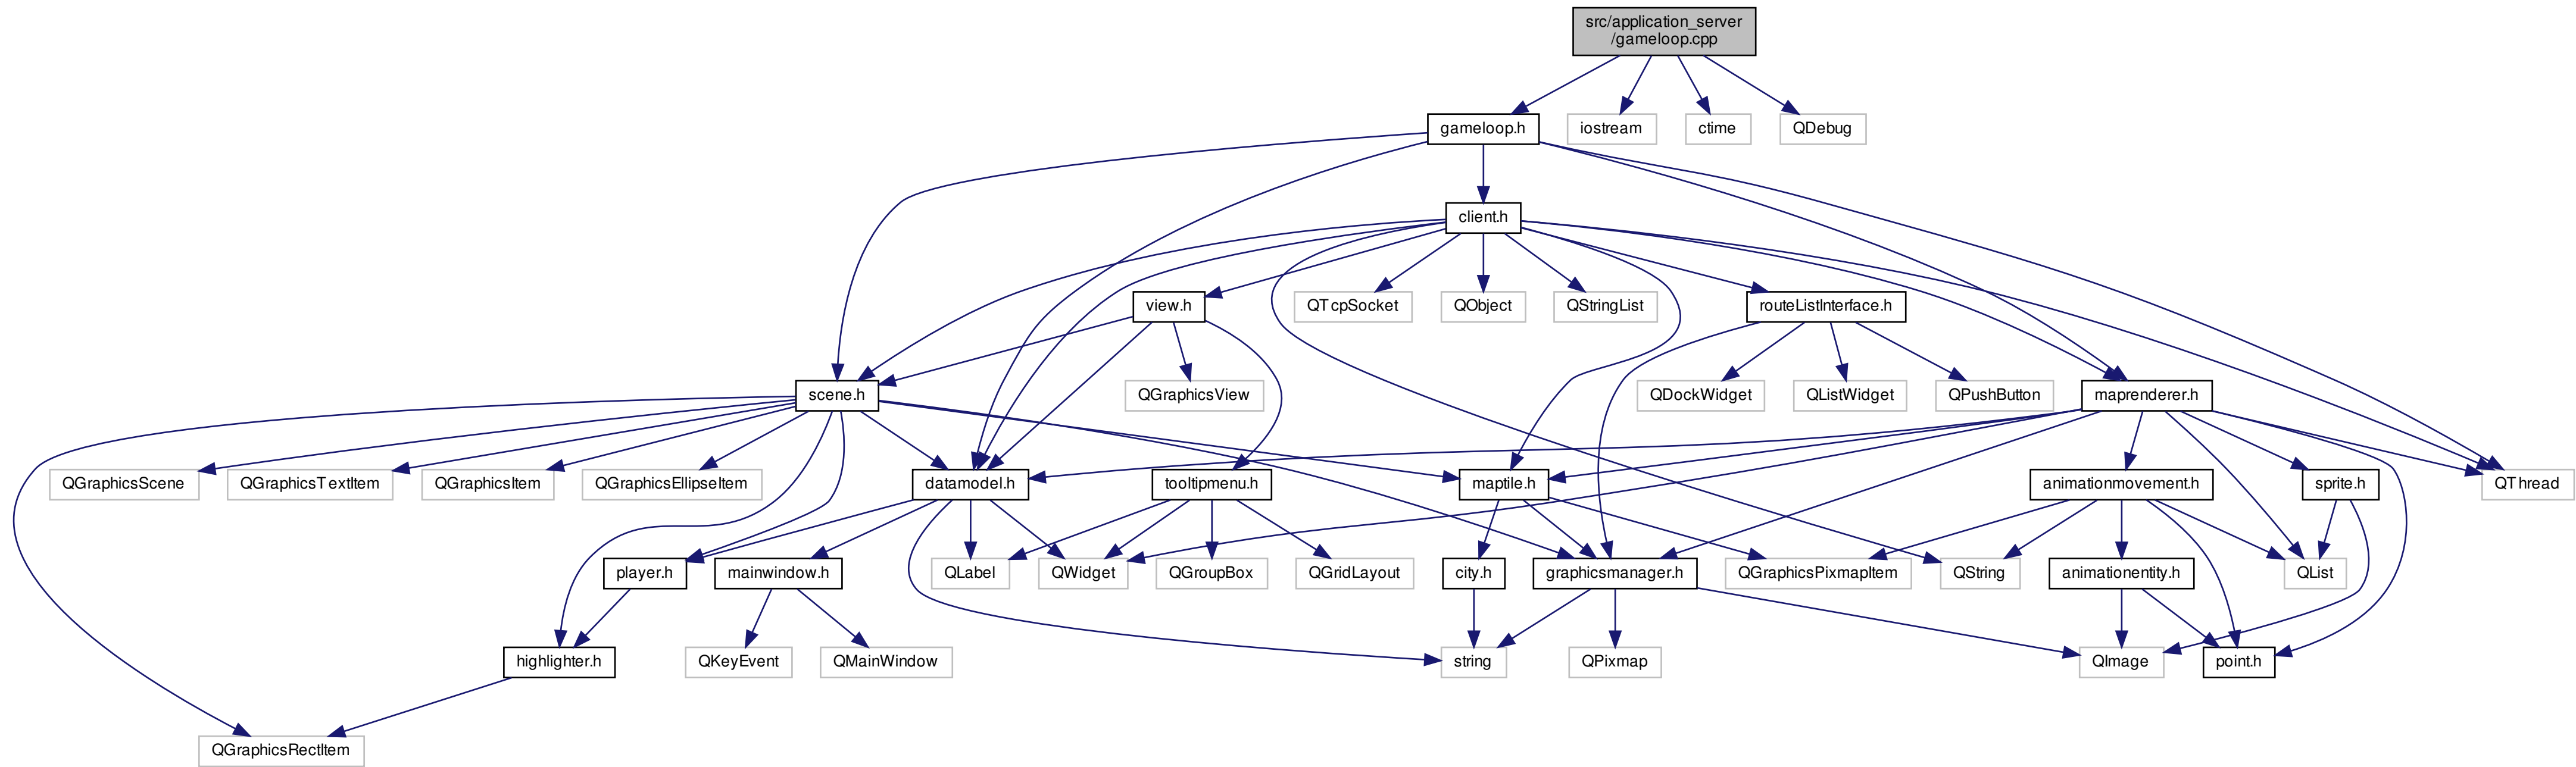 src/application_server
/gameloop.cpp
gameloop.h
iostream
ctime
QDebug
client.h
view.h
QTcpSocket
QObject
QStringList
routeListInterface.h
scene.h
QGraphicsView
QDockWidget
QListWidget
QPushButton
maprenderer.h
QGraphicsScene
QGraphicsTextItem
QGraphicsItem
QGraphicsEllipseItem
datamodel.h
tooltipmenu.h
maptile.h
animationmovement.h
sprite.h
QThread
player.h
mainwindow.h
QLabel
QWidget
QGroupBox
QGridLayout
city.h
graphicsmanager.h
QGraphicsPixmapItem
QString
animationentity.h
QList
highlighter.h
QKeyEvent
QMainWindow
string
QPixmap
QImage
point.h
QGraphicsRectItem